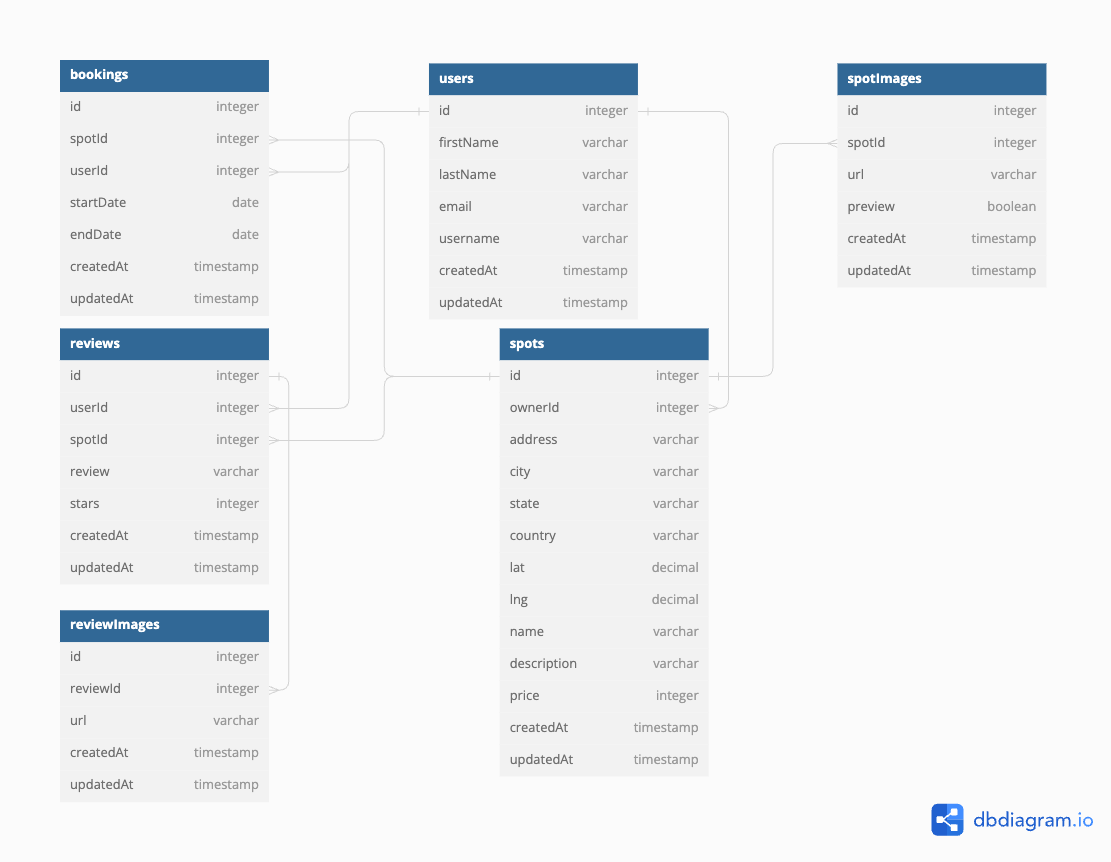 bookings
id integer
spotId integer
userId integer
startDate date
endDate date
createdAt timestamp
updatedAt timestamp
users
id integer
firstName varchar
lastName varchar
email varchar
username varchar
createdAt timestamp
updatedAt timestamp
spotImages
id integer
spotId integer
url varchar
preview boolean
createdAt timestamp
updatedAt timestamp
reviews
id integer
userId integer
spotId integer
review varchar
stars integer
createdAt timestamp
updatedAt timestamp
spots
id integer
ownerId integer
address varchar
city varchar
state varchar
country varchar
lat decimal
lng decimal
name varchar
description varchar
price integer
createdAt timestamp
updatedAt timestamp
reviewImages
id integer
reviewId integer
url varchar
createdAt timestamp
updatedAt timestamp
dbdiagram.io